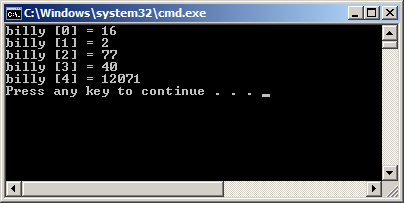 C:\Windows\system32\cmd.exe
billy [0] = 16
billy [1] = 2
billy [2] = 77
billy [3] = 40
billy [4] = 12071
Press any key to continue . . . _